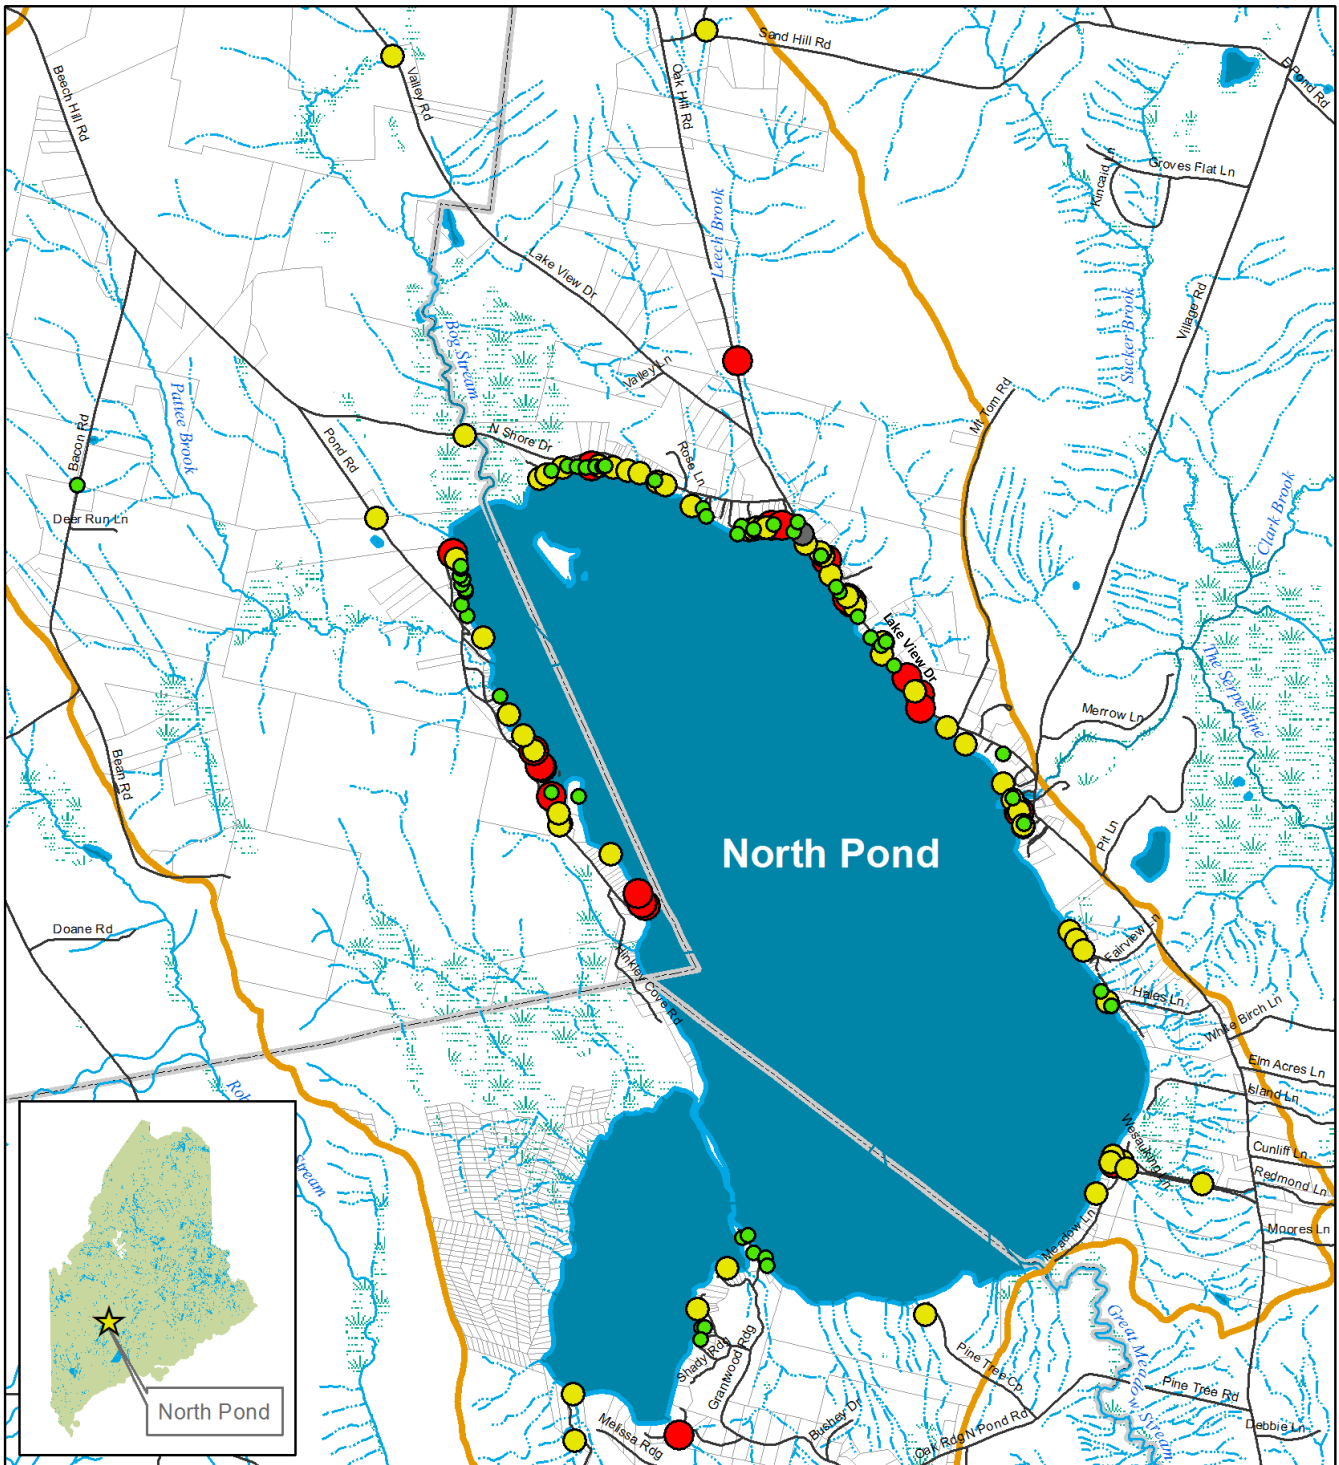 Sand Hill Rd
E Pond Rd
Beech Hill Rd
Valley Rd
Oak Hill Rd
Groves Flat Ln
Kincaid Ln
Leech Brook
Lake View Dr
Sucker Brook
Village Rd
Bog Stream
Valley Ln
Pattee Brook
Mt Tom Rd
Bacon Rd
Pond Rd
N Shore Dr
Rose Ln
Deer Run Ln
Clark Brook
Lake View Dr
The Serpentine
Merrow Ln
Bean Rd
Pit Ln
North Pond
Doane Rd
Fairview Ln
Hinkley Cove Rd
Hales Ln
White Birch Ln
Elm Acres Ln
Island Ln
Rob
Stream
Wesauking Ln
Cunliff Ln
Redmond Ln
Moores Ln
Meadow Ln
Great Meadow Stream
Shady Rdg
Grantwood Rdg
Pine Tree Cp
Pine Tree Rd
North Pond
Melissa Rdg
Bushey Dr
Oak Rdg
N Pond Rd
Debbie Ln